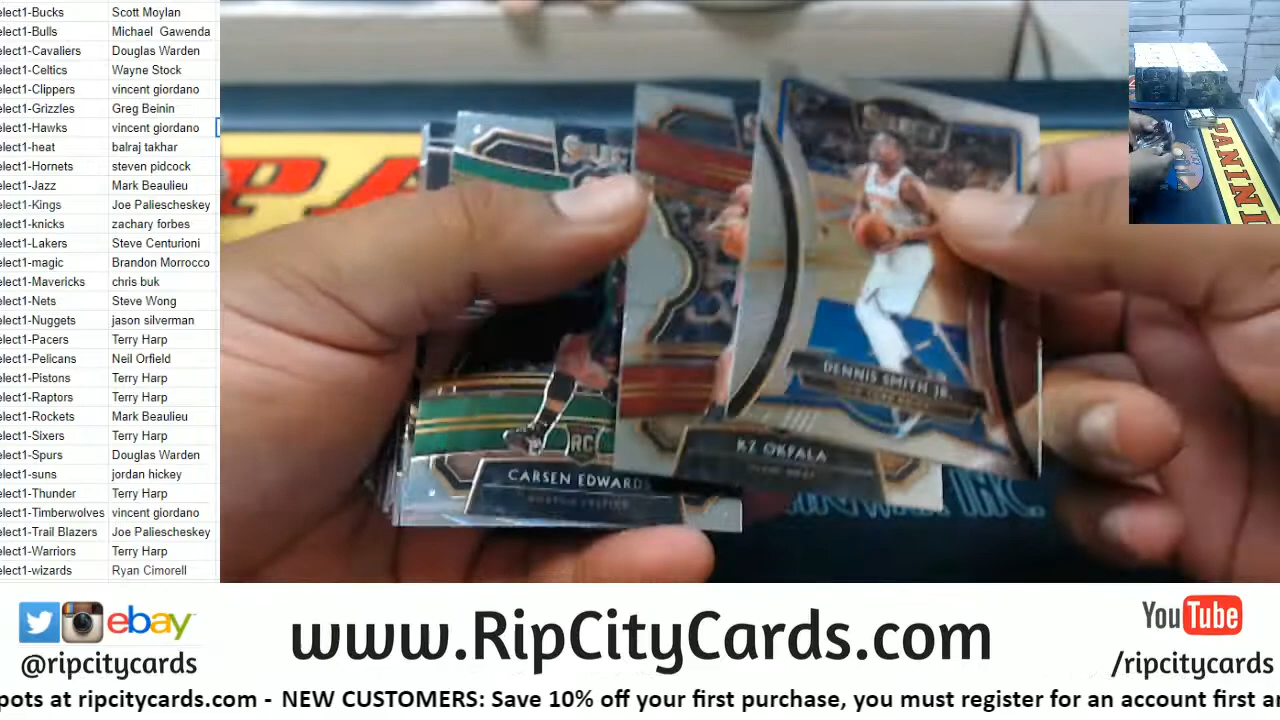 elect1-Bucks Scott Moylan
elect1-Bulls Michael Gawenda
elect1-Cavaliers Douglas Warden
elect1-Celtics Wayne Stock
elect1-Clippers vincent giordano
elect1-Grizzles Greg Beinin
elect1-Hawks vincent giordano
elect1-heat balraj takhar
elect1-Hornets steven pidcock
elect1-Jazz Mark Beaulieu
elect1-Kings Joe Paliescheskey
elect1-knicks zachary forbes
elect1-Lakers Steve Centurioni
elect1-magic Brandon Morrocco
elect1-Mavericks chris buk
elect1-Nets Steve Wong
elect1-Nuggets jason silverman
elect1-Pacers Terry Harp
elect1-Pelicans Neil Orfield
elect1-Pistons Terry Harp
elect1-Raptors Terry Harp
elect1-Rockets Mark Beaulieu
elect1-Sixers Terry Harp
elect1-Spurs Douglas Warden
elect1-suns jordan hickey
elect1-Thunder Terry Harp
elect1-Timberwolves vincent giordano
elect1-Trail Blazers Joe Paliescheskey
elect1-Warriors Terry Harp
elect1-wizards Ryan Cimorell
PANINI
DENNIS SMITH JR.
KZ OKPALA
RC
CARSEN EDWARDS
BOSTON CELTICS
ebay
@ripcitycards
www.RipCityCards.com
YouTube
/ripcitycards
pots at ripcitycards.com - NEW CUSTOMERS: Save 10% off your first purchase, you must register for an account first a